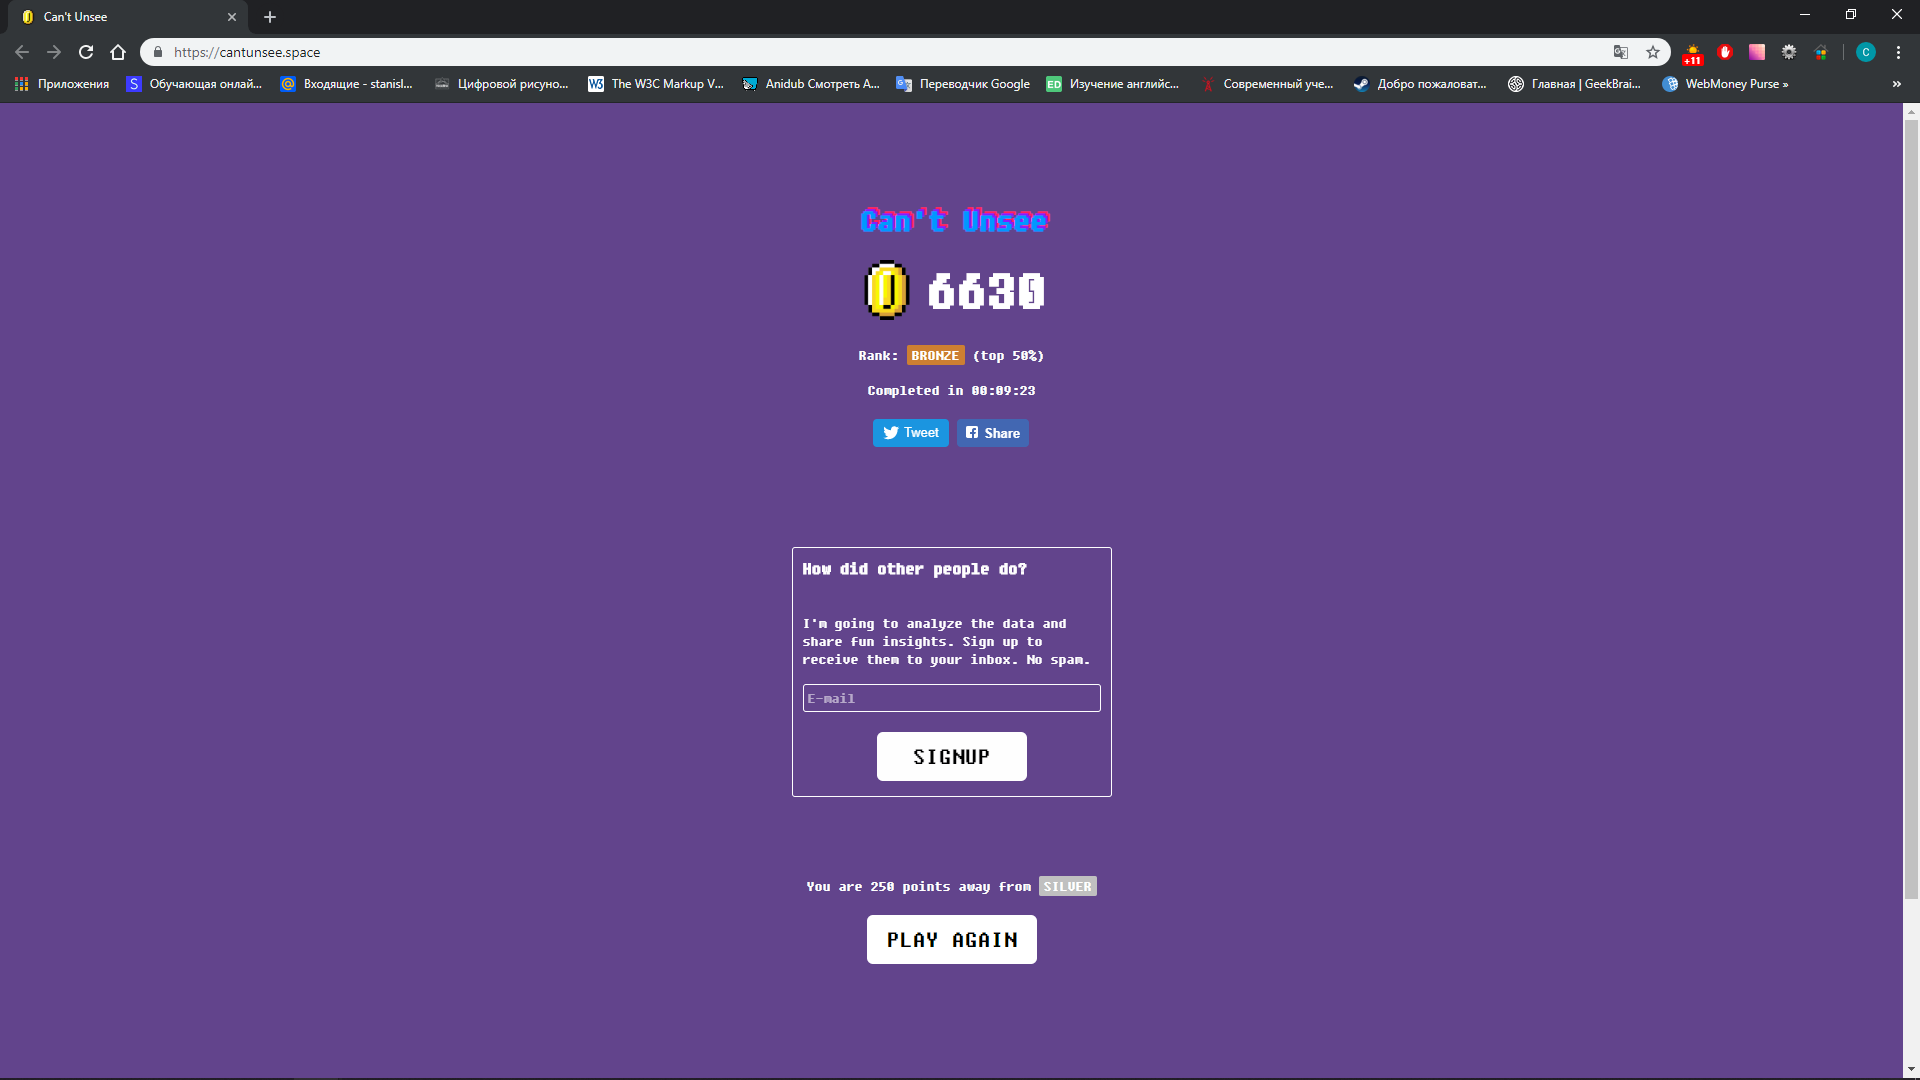 Can't Unsee
https://cantunsee.space
+11
C
Приложения
S Обучающая онлай...
Входящие - stanisl...
Цифровой рисуно...
The W3C Markup V...
Anidub Смотреть А...
Переводчик Google
ED Изучение английс...
Современный уче...
Добро пожаловат...
Главная | GeekBrai...
WebMoney Purse »
»
Can't Unsee
6630
Rank: BRONZE (top 50%)
Completed in 00:09:23
Tweet
Share
How did other people do?
I'm going to analyze the data and
share fun insights. Sign up to
receive them to your inbox. No spam.
E-mail
SIGNUP
You are 250 points away from SILVER
PLAY AGAIN